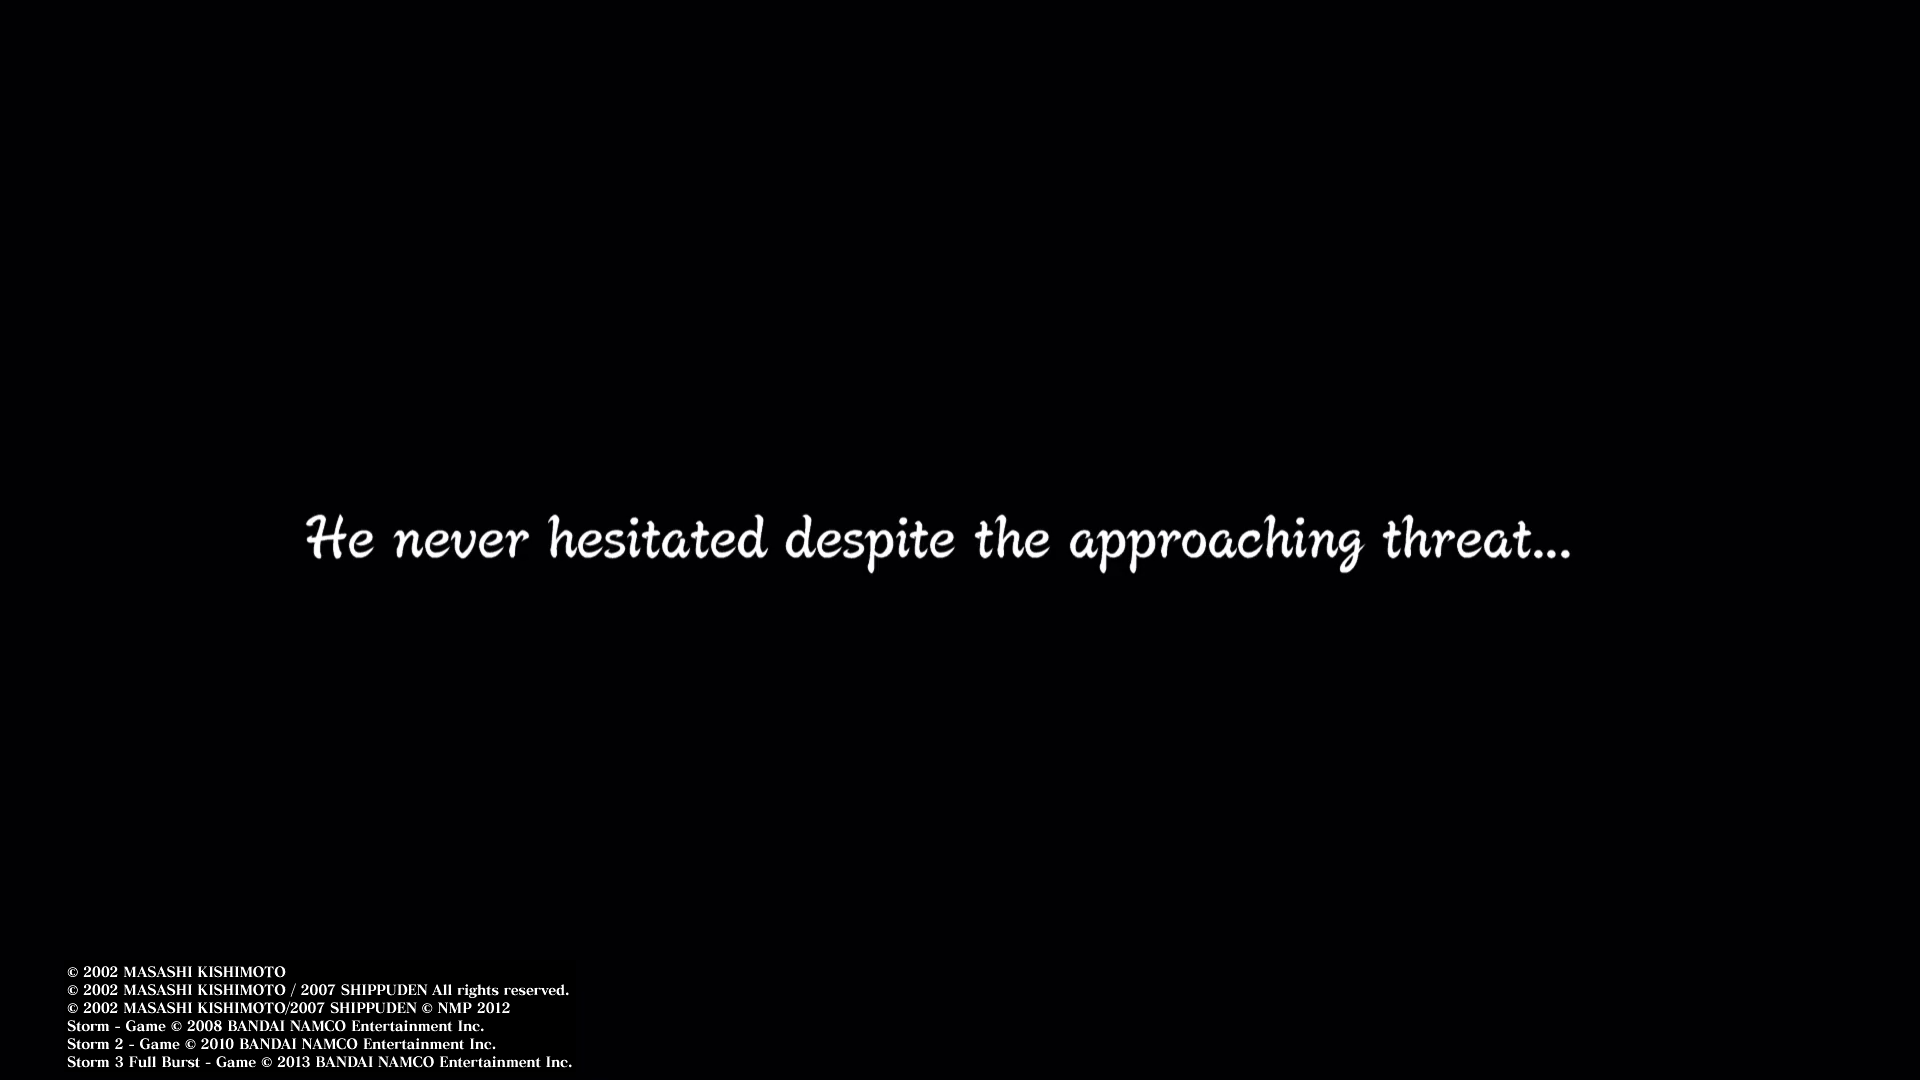 He never hesitated despite the approaching threat...
© 2002 MASASHI KISHIMOTO
© 2002 MASASHI KISHIMOTO / 2007 SHIPPUDEN All rights reserved.
© 2002 MASASHI KISHIMOTO/2007 SHIPPUDEN © NMP 2012
Storm - Game © 2008 BANDAI NAMCO Entertainment Inc.
Storm 2 - Game © 2010 BANDAI NAMCO Entertainment Inc.
Storm 3 Full Burst - Game © 2013 BANDAI NAMCO Entertainment Inc.